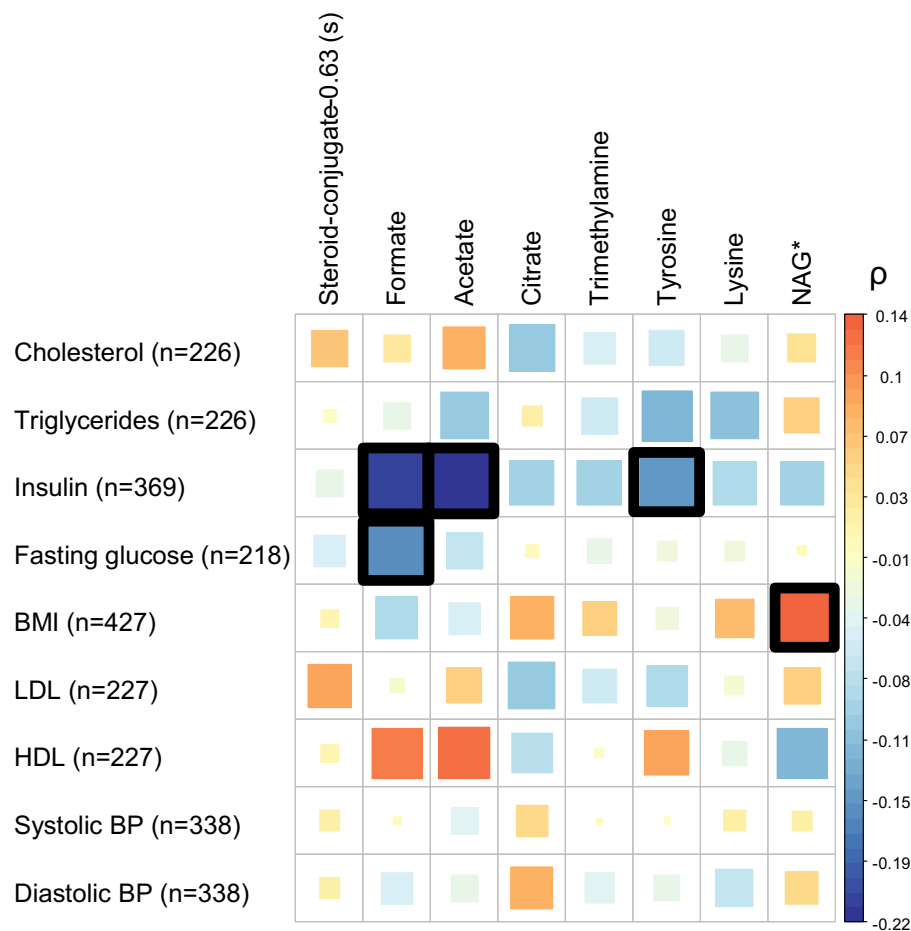 Steroid-conjugate-0.63 (s)
Formate
Acetate
Citrate
Trimethylamine
Tyrosine
Lysine
NAG*
ρ
Cholesterol (n=226)
Triglycerides (n=226)
Insulin (n=369)
Fasting glucose (n=218)
BMI (n=427)
LDL (n=227)
HDL (n=227)
Systolic BP (n=338)
Diastolic BP (n=338)
0.14
0.1
0.07
0.03
-0.01
-0.04
-0.08
-0.11
-0.15
-0.19
-0.22